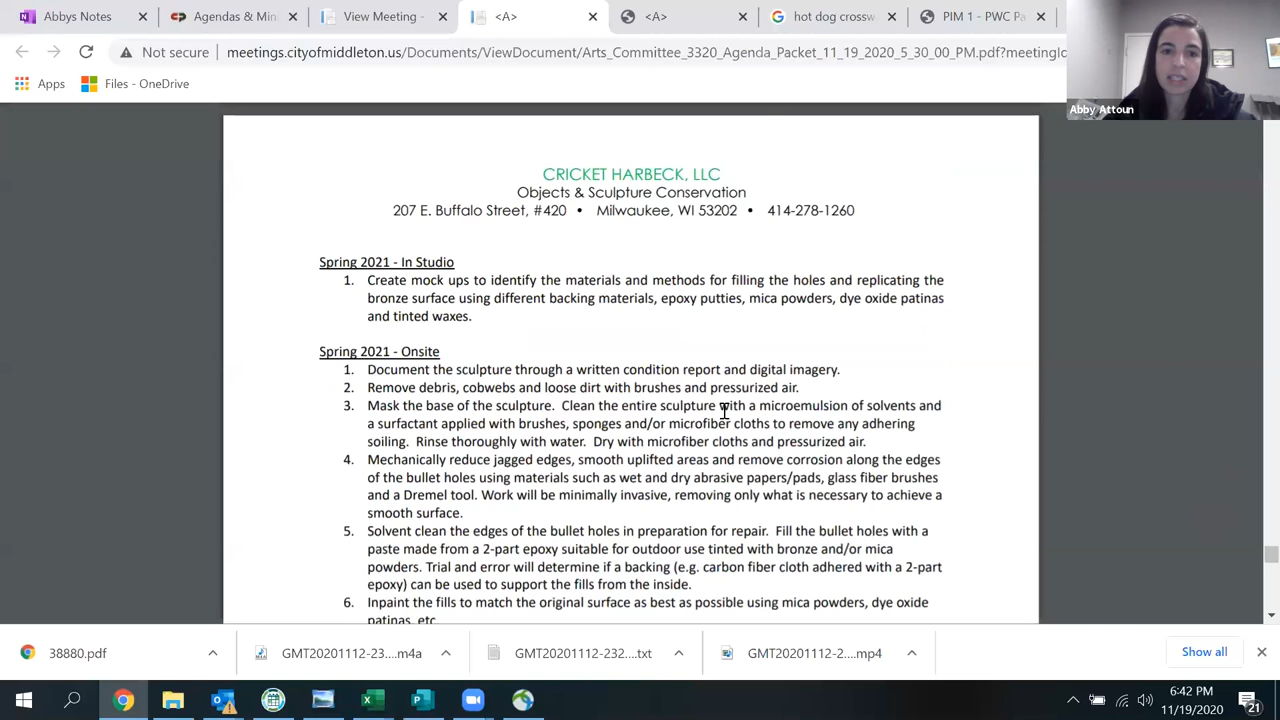 AbbyNotes
Agendas & Min
View Meeting -
<A>
<A>
hot dog crossw
PIM 1 - PWC Pa
Not secure
meetings.cityofmiddleton.us/Documents/ViewDocument/Arts_Committee_3320_Agenda_Packet_11_19_2020_5_30_00_PM.pdf?meetingId
Apps
Files - OneDrive
Abby Attoun
CRICKET HARBECK, LLC
Objects & Sculpture Conservation
207 E. Buffalo Street, #420 • Milwaukee, WI 53202 • 414-278-1260
Spring 2021 - In Studio
1. Create mock ups to identify the materials and methods for filling the holes and replicating the
bronze surface using different backing materials, epoxy putties, mica powders, dye oxide patinas
and tinted waxes.
Spring 2021 - Onsite
1. Document the sculpture through a written condition report and digital imagery.
2. Remove debris, cobwebs and loose dirt with brushes and pressurized air.
3. Mask the base of the sculpture. Clean the entire sculpture with a microemulsion of solvents and
a surfactant applied with brushes, sponges and/or microfiber cloths to remove any adhering
soiling. Rinse thoroughly with water. Dry with microfiber cloths and pressurized air.
4. Mechanically reduce jagged edges, smooth uplifted areas and remove corrosion along the edges
of the bullet holes using materials such as wet and dry abrasive papers/pads, glass fiber brushes
and a Dremel tool. Work will be minimally invasive, removing only what is necessary to achieve a
smooth surface.
5. Solvent clean the edges of the bullet holes in preparation for repair. Fill the bullet holes with a
paste made from a 2-part epoxy suitable for outdoor use tinted with bronze and/or mica
powders. Trial and error will determine if a backing (e.g. carbon fiber cloth adhered with a 2-part
epoxy) can be used to support the fills from the inside.
6. Inpaint the fills to match the original surface as best as possible using mica powders, dye oxide
patinas, etc.
38880.pdf
GMT20201112-23....m4a
GMT20201112-232....txt
GMT20201112-2....mp4
Show all
6:42 PM
11/19/2020
21